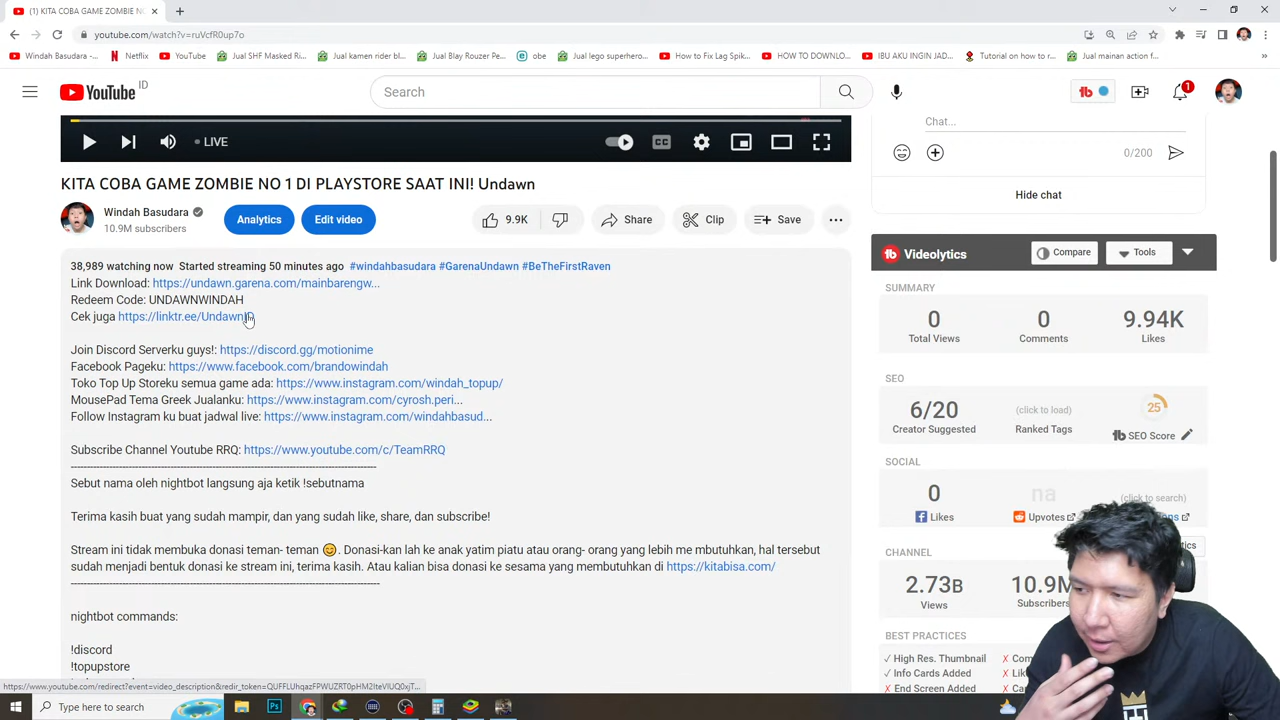 (1) KITA COBA GAME ZOMBIE N
youtube.com/watch?v=ruVcfR0up7o
Windah Basudara -...
Netflix
YouTube
Jual SHF Masked Ri...
Jual kamen rider bl...
Jual Blay Rouzer Pe...
obe
Jual lego superhero...
How to Fix Lag Spik...
HOW TO DOWNLO...
IBU AKU INGIN JAD...
Tutorial on how to r...
Jual mainan action f...
YouTube ID
Search
1
LIVE
CC
Chat...
0/200
Hide chat
KITA COBA GAME ZOMBIE NO 1 DI PLAYSTORE SAAT INI! Undawn
Windah Basudara
10.9M subscribers
Analytics
Edit video
9.9K
Share
Clip
Save
38,989 watching now Started streaming 50 minutes ago #windahbasudara #GarenaUndawn #BeTheFirstRaven
Link Download: https://undawn.garena.com/mainbarengw...
Redeem Code: UNDAWNWINDAH
Cek juga https://linktr.ee/UndawnID
Join Discord Serverku guys!: https://discord.gg/motionime
Facebook Pageku: https://www.facebook.com/brandowindah
Toko Top Up Storeku semua game ada: https://www.instagram.com/windah_topup/
MousePad Tema Greek Jualanku: https://www.instagram.com/cyrosh.peri...
Follow Instagram ku buat jadwal live: https://www.instagram.com/windahbasud...
Subscribe Channel Youtube RRQ: https://www.youtube.com/c/TeamRRQ
------------------------------------------------------------------------------------
Sebut nama oleh nightbot langsung aja ketik !sebutnama
Terima kasih buat yang sudah mampir, dan yang sudah like, share, dan subscribe!
Stream ini tidak membuka donasi teman- teman 😊. Donasi-kan lah ke anak yatim piatu atau orang- orang yang lebih me mbutuhkan, hal tersebut
sudah menjadi bentuk donasi ke stream ini, terima kasih. Atau kalian bisa donasi ke sesama yang membutuhkan di https://kitabisa.com/
------------------------------------------------------------------------------------
nightbot commands:
!discord
!topupstore
tb
Videolytics
Compare
Tools
SUMMARY
0
Total Views
0
Comments
9.94K
Likes
SEO
6/20
Creator Suggested
(click to load)
Ranked Tags
25
SEO Score
SOCIAL
0
Likes
na
Upvotes
(click to search)
CHANNEL
2.73B
Views
10.9M
Subscribers
BEST PRACTICES
✓ High Res. Thumbnail
✓ Info Cards Added
✗ End Screen Added
Type here to search